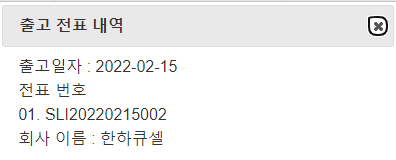 출고 전표 내역
출고일자 : 2022-02-15
전표 번호
01. SLI20220215002
회사 이름 : 한하큐셀